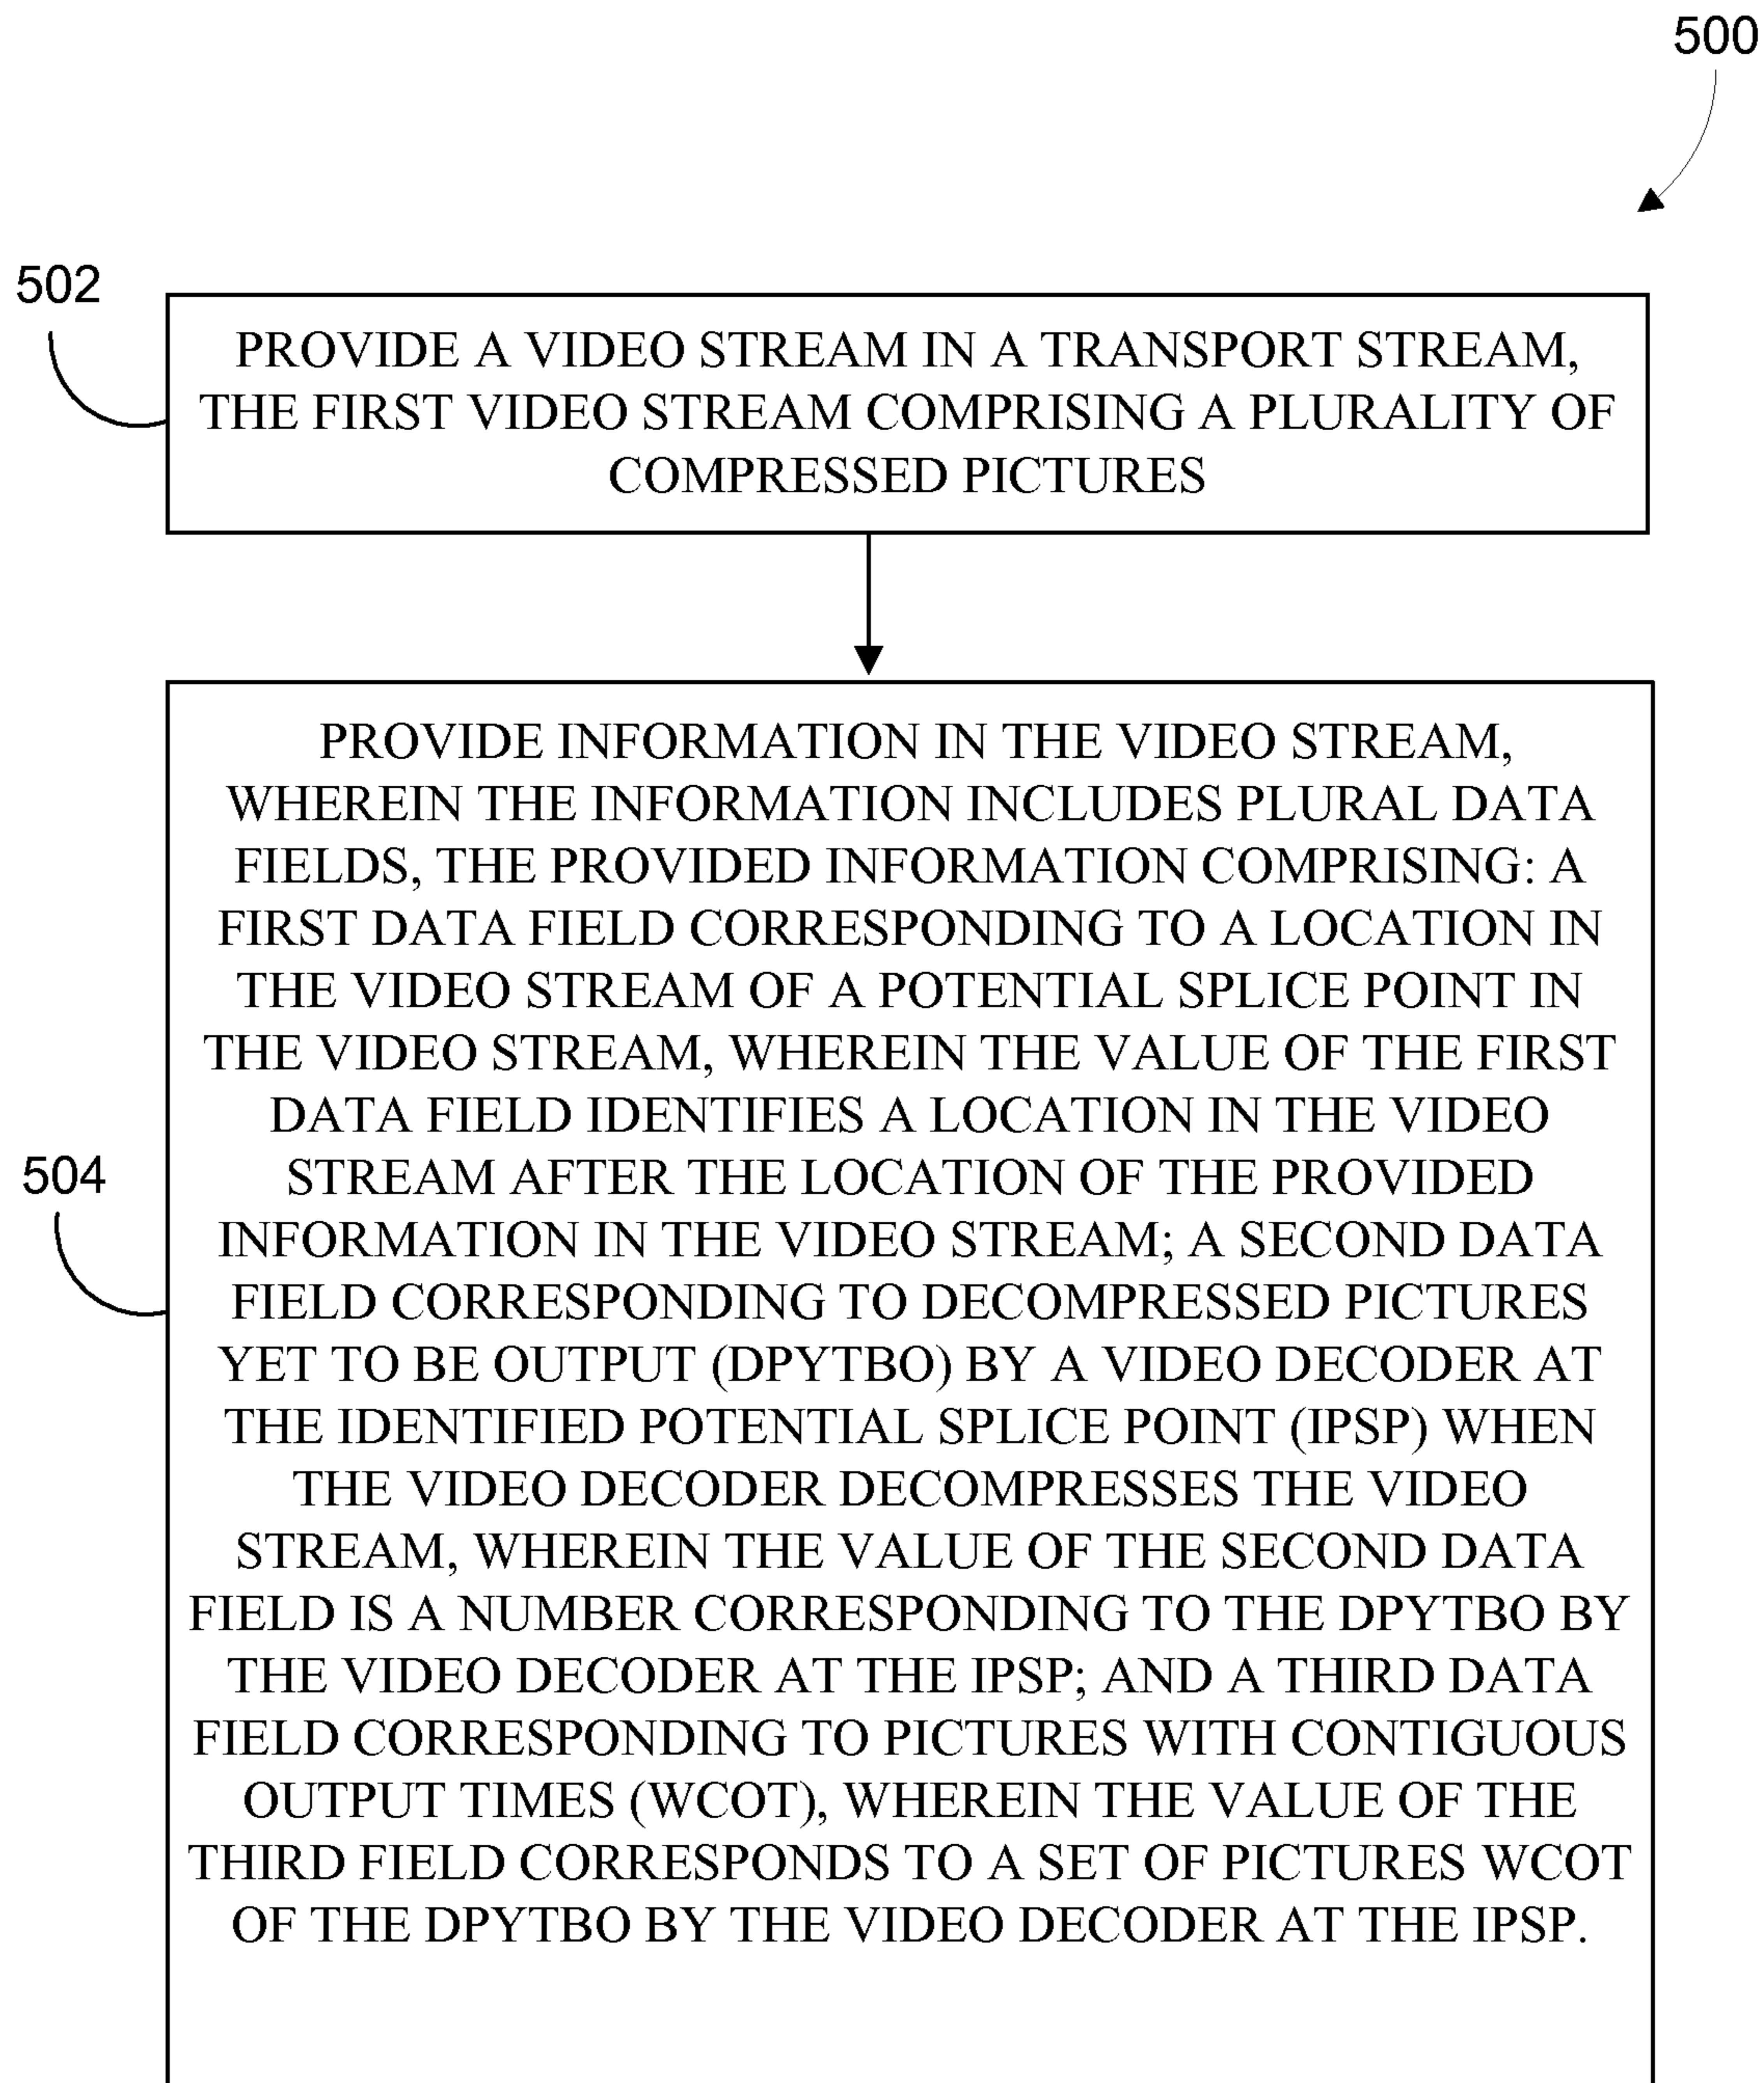 500
502
PROVIDE A VIDEO STREAM IN A TRANSPORT STREAM,
THE FIRST VIDEO STREAM COMPRISING A PLURALITY OF
COMPRESSED PICTURES
504
PROVIDE INFORMATION IN THE VIDEO STREAM,
WHEREIN THE INFORMATION INCLUDES PLURAL DATA
FIELDS, THE PROVIDED INFORMATION COMPRISING: A
FIRST DATA FIELD CORRESPONDING TO A LOCATION IN
THE VIDEO STREAM OF A POTENTIAL SPLICE POINT IN
THE VIDEO STREAM, WHEREIN THE VALUE OF THE FIRST
DATA FIELD IDENTIFIES A LOCATION IN THE VIDEO
STREAM AFTER THE LOCATION OF THE PROVIDED
INFORMATION IN THE VIDEO STREAM; A SECOND DATA
FIELD CORRESPONDING TO DECOMPRESSED PICTURES
YET TO BE OUTPUT (DPYTBO) BY A VIDEO DECODER AT
THE IDENTIFIED POTENTIAL SPLICE POINT (IPSP) WHEN
THE VIDEO DECODER DECOMPRESSES THE VIDEO
STREAM, WHEREIN THE VALUE OF THE SECOND DATA
FIELD IS A NUMBER CORRESPONDING TO THE DPYTBO BY
THE VIDEO DECODER AT THE IPSP; AND A THIRD DATA
FIELD CORRESPONDING TO PICTURES WITH CONTIGUOUS
OUTPUT TIMES (WCOT), WHEREIN THE VALUE OF THE
THIRD FIELD CORRESPONDS TO A SET OF PICTURES WCOT
OF THE DPYTBO BY THE VIDEO DECODER AT THE IPSP.